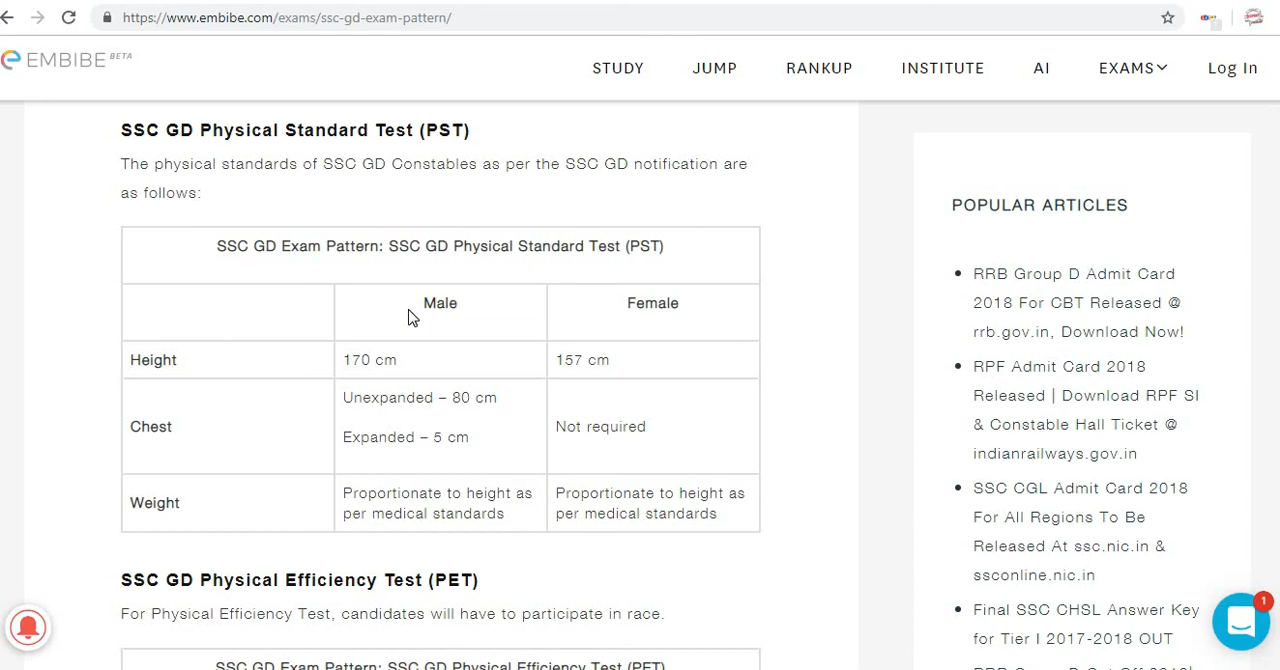 https://www.embibe.com/exams/ssc-gd-exam-pattern/
EMBIBE BETA
STUDY JUMP RANKUP INSTITUTE AI EXAMS Log In
SSC GD Physical Standard Test (PST)
The physical standards of SSC GD Constables as per the SSC GD notification are
as follows:
SSC GD Exam Pattern: SSC GD Physical Standard Test (PST)
Male Female
Height 170 cm 157 cm
Chest
Unexpanded – 80 cm
Expanded – 5 cm
Not required
Weight
Proportionate to height as
per medical standards
Proportionate to height as
per medical standards
SSC GD Physical Efficiency Test (PET)
For Physical Efficiency Test, candidates will have to participate in race.
SSC GD Exam Pattern: SSC GD Physical Efficiency Test (PET)
POPULAR ARTICLES
RRB Group D Admit Card
2018 For CBT Released @
rrb.gov.in, Download Now!
RPF Admit Card 2018
Released | Download RPF SI
& Constable Hall Ticket @
indianrailways.gov.in
SSC CGL Admit Card 2018
For All Regions To Be
Released At ssc.nic.in &
ssconline.nic.in
Final SSC CHSL Answer Key
for Tier I 2017-2018 OUT
RRB Group D Cut Off 2018|
1